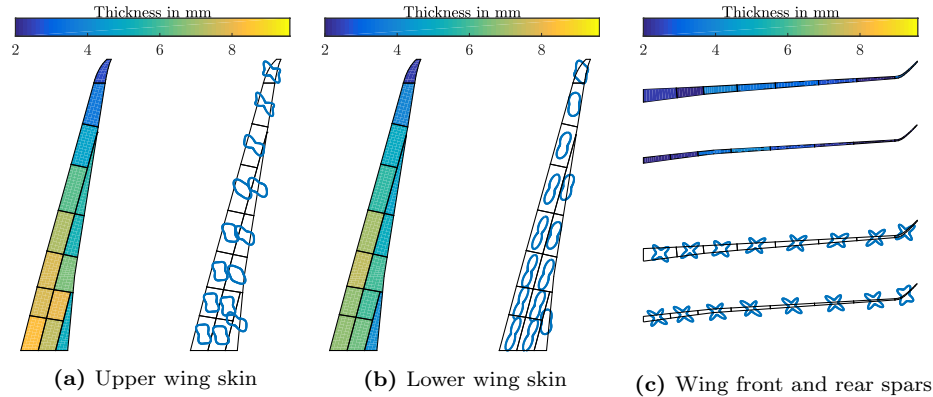 Thickness in mm
2 4 6 8
(a) Upper wing skin
Thickness in mm
2 4 6 8
(b) Lower wing skin
Thickness in mm
2 4 6 8
(c) Wing front and rear spars